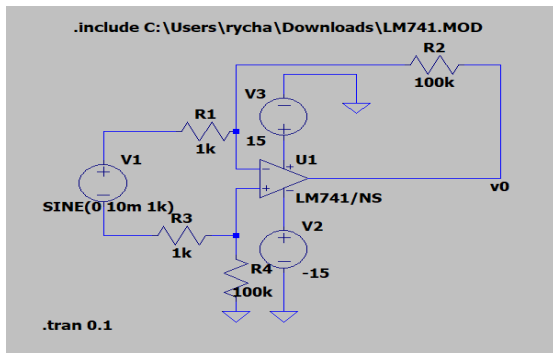 .include C:\Users\rycha\Downloads\LM741.MOD
R2
100k
V3
15
R1
1k
U1
V1
LM741/NS
v0
SINE(0 10m 1k)
R3
1k
V2
-15
R4
100k
.tran 0.1